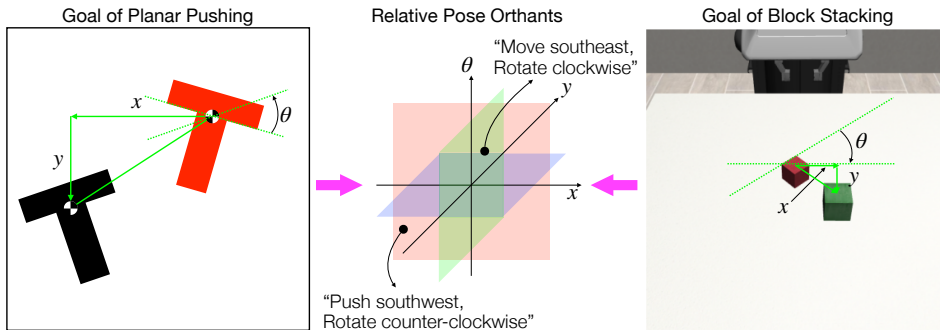 Goal of Planar Pushing
Relative Pose Orthants
Goal of Block Stacking
x
θ
y
θ
y
x
“Move southeast,
Rotate clockwise”
“Push southwest,
Rotate counter-clockwise”
θ
y
x